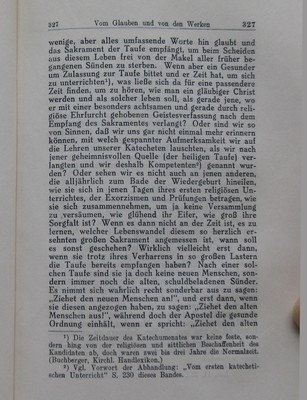 327 Vom Glauben und von den Werken 327
wenige, aber alles umfassende Worte hin glaubt und
das Sakrament der Taufe empfängt, um beim Scheiden
aus diesem Leben frei von der Makel aller früher be-
gangenen Sünden zu sterben. Wenn aber ein Gesunder
um Zulassung zur Taufe bittet und er Zeit hat, um sich
zu unterrichten¹), was ließe sich da für eine passendere
Zeit finden, um zu hören, wie man ein gläubiger Christ
werden und als solcher leben soll, als gerade jene, wo
er mit einer besonders achtsamen und gerade durch reli-
giöse Ehrfurcht gehobenen Geistesverfassung nach dem
Empfang des Sakramentes verlangt? Oder sind wir so
von Sinnen, daß wir uns gar nicht einmal mehr erinnern
können, mit welch gespannter Aufmerksamkeit wir auf
die Lehren unserer Katecheten lauschten, als wir nach
jener geheimnisvollen Quelle (der heiligen Taufe) ver-
langten und wir deshalb Kompetenten²) genannt wur-
den? Oder sehen wir es nicht auch an jenen anderen,
die alljährlich zum Bade der Wiedergeburt hineilen,
wie sie sich in jenen Tagen ihres ersten religiösen Un-
terrichtes, der Exorzismen und Prüfungen betragen, wie
sie sich zusammennehmen, um ja keine Versammlung
zu versäumen, wie glühend ihr Eifer, wie groß ihre
Sorgfalt ist? Wenn es dann nicht an der Zeit ist, es zu
lernen, welcher Lebenswandel diesem so herzlich er-
sehnten großen Sakrament angemessen ist, wann soll
es sonst geschehen? Wirklich vielleicht erst dann,
wenn sie trotz ihres Verharrens in so großen Lastern
die Taufe bereits empfangen haben? Nach einer sol-
chen Taufe sind sie ja doch keine neuen Menschen, son-
dern immer noch die alten, schuldbeladenen Sünder.
Es nimmt sich wahrlich recht sonderbar aus zu sagen:
„Ziehet den neuen Menschen an!", und erst dann, wenn
sie diesen angezogen haben, zu sagen: „Ziehet den alten
Menschen aus!", während doch der Apostel die gesunde
Ordnung einhält, wenn er spricht: „Ziehet den alten
¹) Die Zeitdauer des Katechumenates war keine feste, son-
dern hing von der religiösen und sittlichen Beschaffenheit des
Kandidaten ab, doch waren zwei bis drei Jahre die Normalzeit.
(Buchberger, Kirchl. Handlexikon.)
²) Vgl. Vorwort der Abhandlung: „Vom ersten katecheti-
schen Unterricht" S. 230 dieses Bandes.